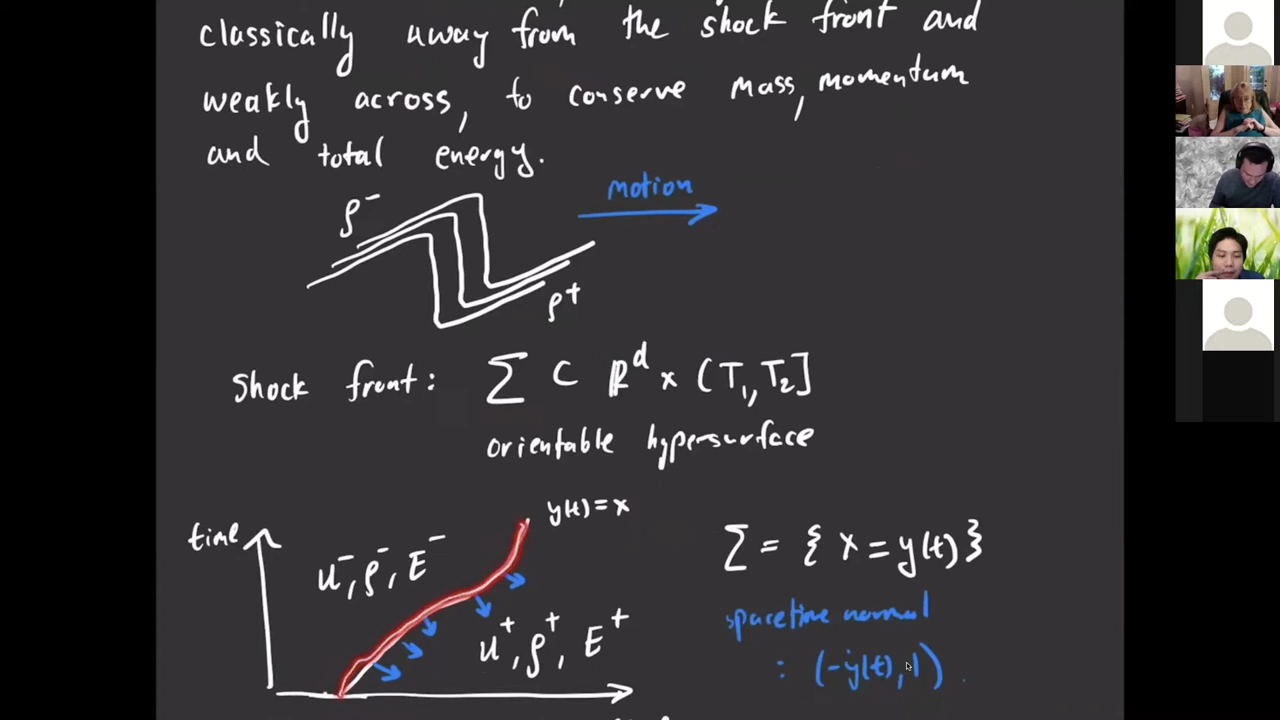 classically away from the shock front and
weakly across, to conserve mass, momentum
and total energy.
motion
ρ⁻
ρ⁺
Shock front: Σ ⊂ ℝᵈ × (T₁, T₂]
orientable hypersurface
y(t) = x
time
u⁻, ρ⁻, E⁻
u⁺, ρ⁺, E⁺
Σ = { x = y(t) }
spacetime normal
: (-ẏ(t), 1)